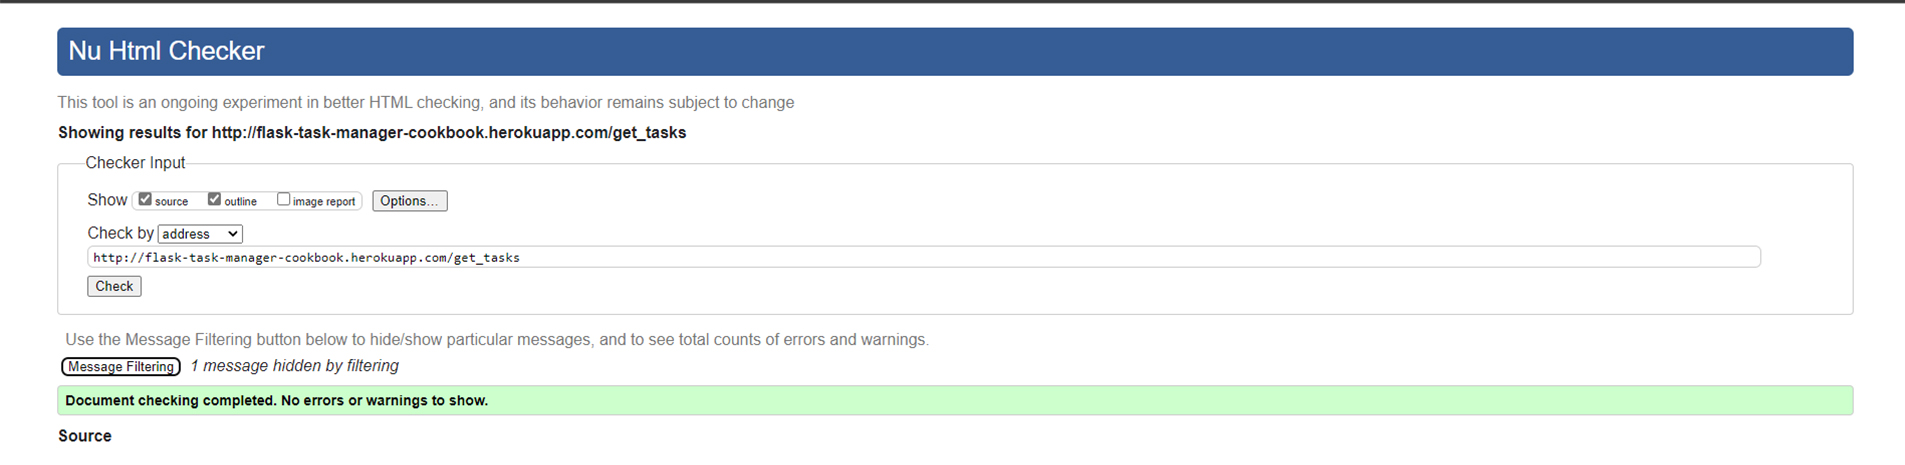 Nu Html Checker
This tool is an ongoing experiment in better HTML checking, and its behavior remains subject to change
Showing results for http://flask-task-manager-cookbook.herokuapp.com/get_tasks
Checker Input
Show source outline image report Options...
Check by address
http://flask-task-manager-cookbook.herokuapp.com/get_tasks
Check
Use the Message Filtering button below to hide/show particular messages, and to see total counts of errors and warnings.
Message Filtering 1 message hidden by filtering
Document checking completed. No errors or warnings to show.
Source